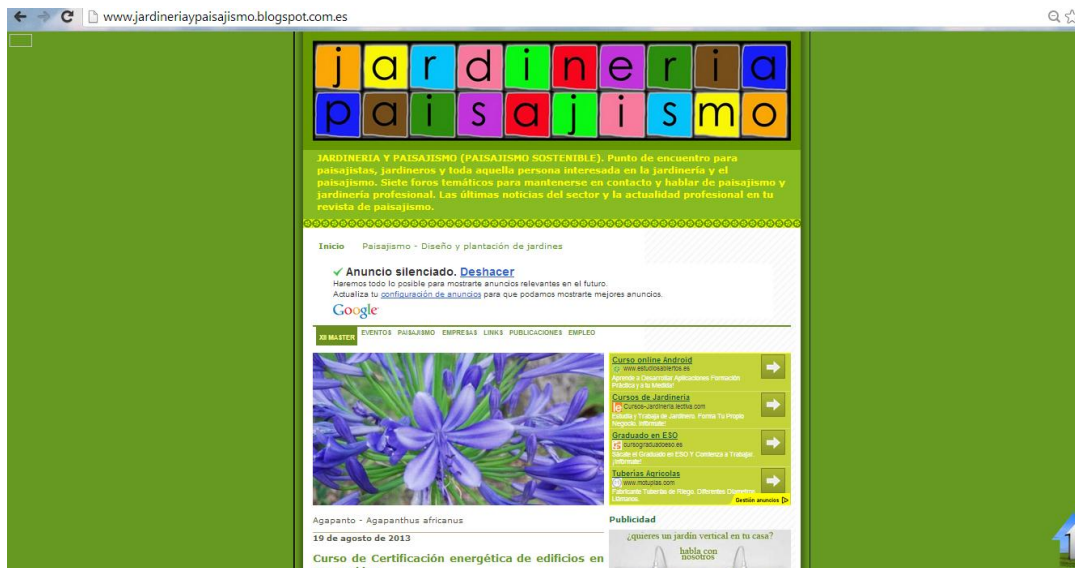 www.jardineriaypaisajismo.blogspot.com.es
jardineria
paisajismo
JARDINERIA Y PAISAJISMO (PAISAJISMO SOSTENIBLE). Punto de encuentro para
paisajistas, jardineros y toda aquella persona interesada en la jardinería y el
paisajismo. Siete foros temáticos para mantenerse en contacto y hablar de paisajismo y
jardinería profesional. Las últimas noticias del sector y la actualidad profesional en tu
revista de paisajismo.
Inicio Paisajismo - Diseño y plantación de jardines
Anuncio silenciado. Deshacer
Haremos todo lo posible para mostrarte anuncios relevantes en el futuro.
Actualiza tu configuración de anuncios para que podamos mostrarte mejores anuncios.
Google
XII MASTER EVENTOS PAISAJISMO EMPRESAS LINKS PUBLICACIONES EMPLEO
Curso online Android
www.estudiosabiertos.es
Aprende a Desarrollar Aplicaciones Formación
Práctica y a tu Medida!
Cursos de Jardinería
Cursos-Jardineria.lectiva.com
Estudia y Trabaja de Jardinero. Forma Tu Propio
Negocio. Infórmate!
Graduado en ESO
cursograduadoeso.es
Sácate el Graduado en ESO Y Comienza a Trabajar.
¡Infórmate!
Tuberías Agrícolas
www.motuplas.com
Fabricante Tuberías de Riego. Diferentes Diámetros.
Llámanos.
Gestión anuncios
Agapanto - Agapanthus africanus
19 de agosto de 2013
Curso de Certificación energética de edificios en
Publicidad
¿quieres un jardín vertical en tu casa?
habla con
nosotros